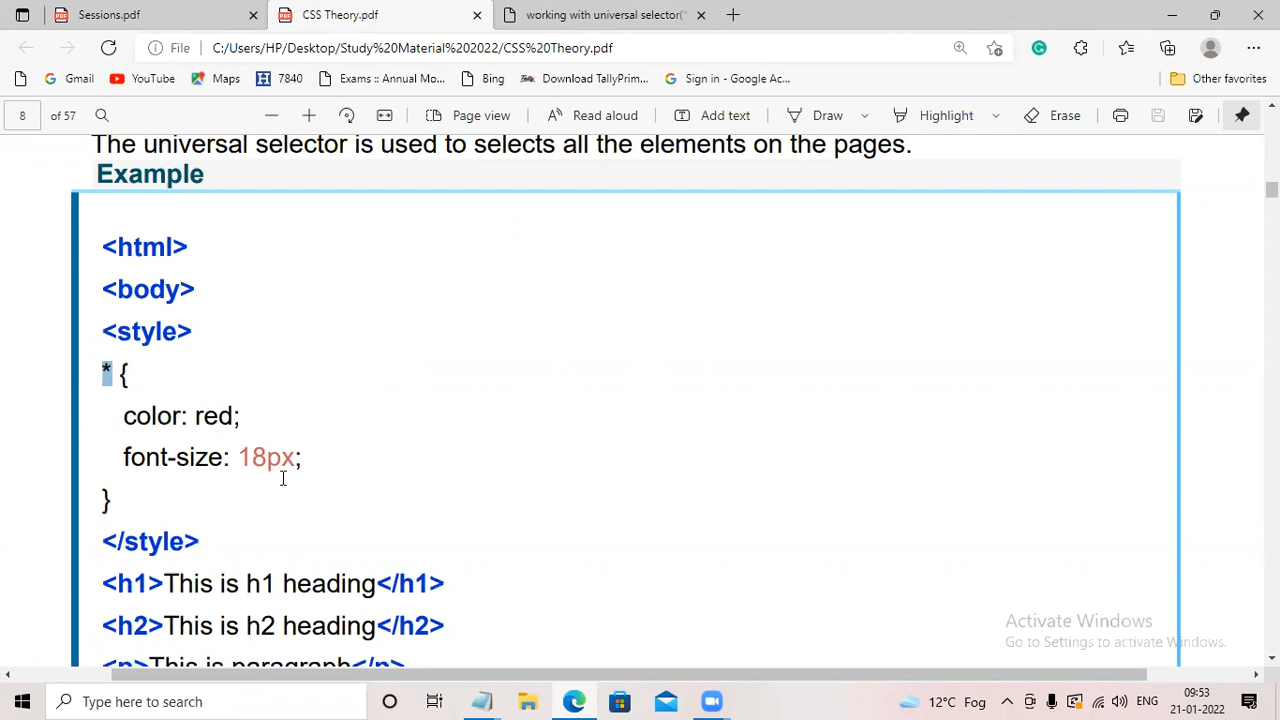 Sessions.pdf
CSS Theory.pdf
working with universal selector(*
File
C:/Users/HP/Desktop/Study%20Material%202022/CSS%20Theory.pdf
Gmail
YouTube
Maps
7840
Exams :: Annual Mo...
Bing
Download TallyPrim...
Sign in - Google Ac...
Other favorites
8
of 57
Page view
Read aloud
Add text
Draw
Highlight
Erase
The universal selector is used to selects all the elements on the pages.
Example
<html>
<body>
<style>
* {
color: red;
font-size: 18px;
}
</style>
<h1>This is h1 heading</h1>
<h2>This is h2 heading</h2>
<p>This is paragraph</p>
Activate Windows
Go to Settings to activate Windows.
Type here to search
12°C Fog
ENG
09:53
21-01-2022